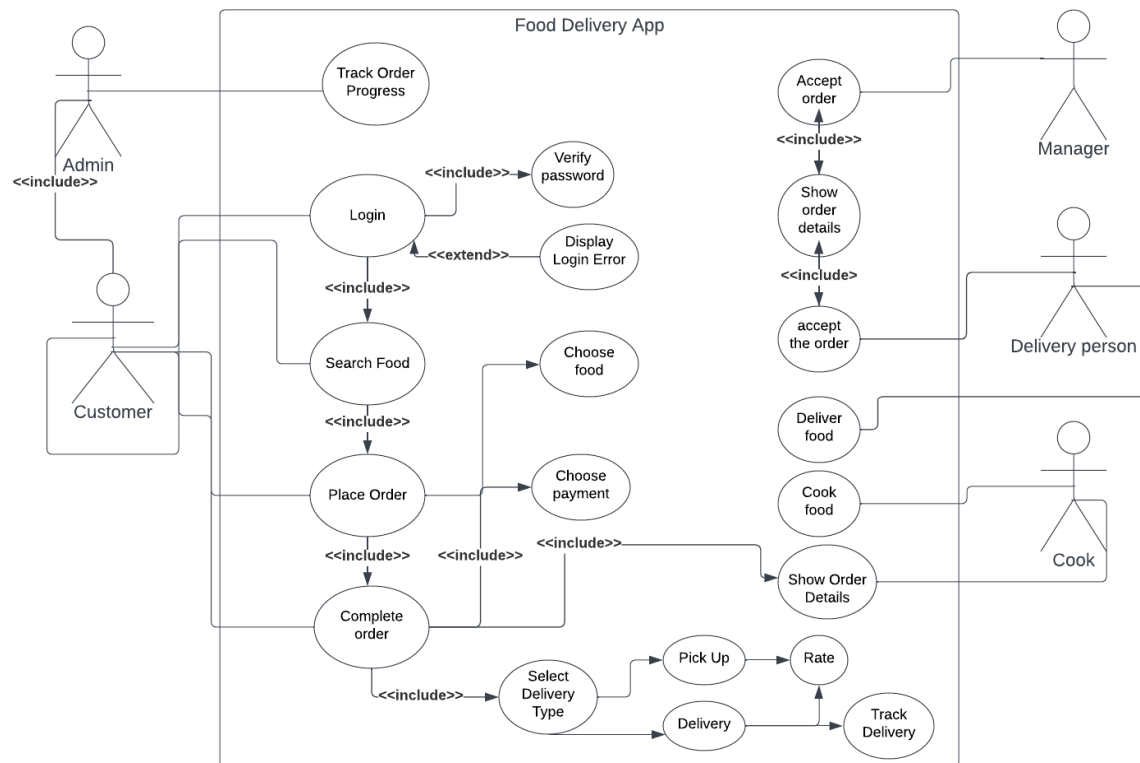 Food Delivery App
Track Order
Progress
Accept
order
Admin
<<include>>
Manager
<<include>>
Verify
password
<<include>>
Login
Show
order
details
Display
Login Error
<<extend>>
<<include>>
<<include>
Search Food
Choose
food
accept
the order
Delivery person
Customer
<<include>>
Deliver
food
Place Order
Choose
payment
Cook
food
<<include>>
<<include>>
<<include>>
Cook
Show Order
Details
Complete
order
Pick Up
Rate
<<include>>
Select
Delivery
Type
Delivery
Track
Delivery